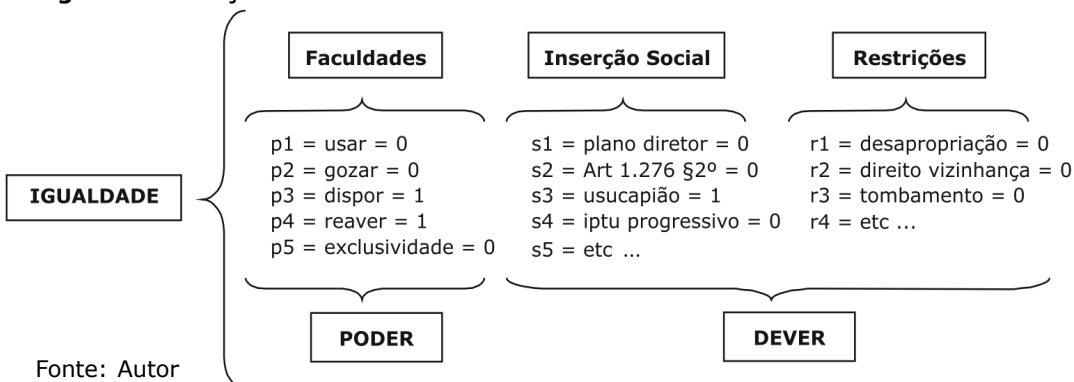 IGUALDADE
Faculdades
p1 = usar = 0
p2 = gozar = 0
p3 = dispor = 1
p4 = reaver = 1
p5 = exclusividade = 0
PODER
Inserção Social
s1 = plano diretor = 0
s2 = Art 1.276 §2º = 0
s3 = usucapião = 1
s4 = iptu progressivo = 0
s5 = etc ...
Restrições
r1 = desapropriação = 0
r2 = direito vizinhança = 0
r3 = tombamento = 0
r4 = etc ...
DEVER
Fonte: Autor